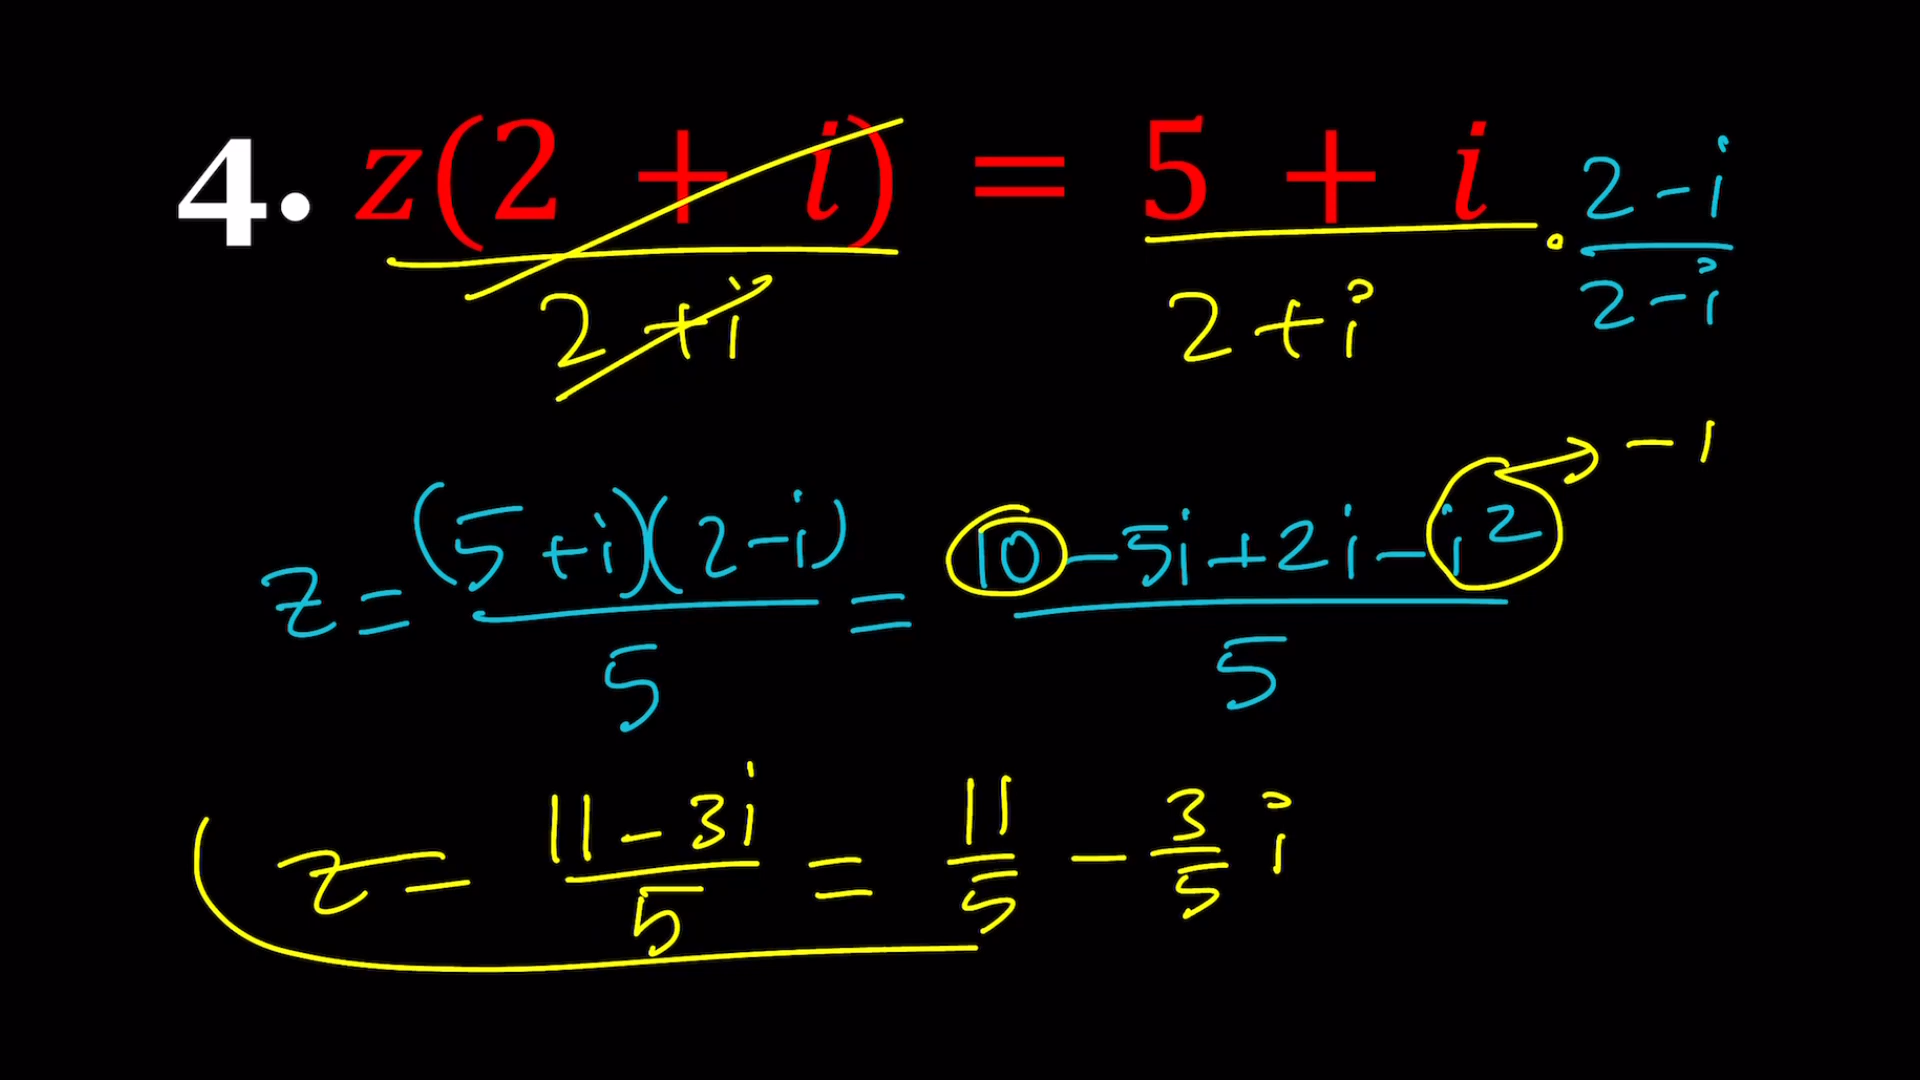 4. z(2 + i) = 5 + i · 2 - i
2 + i 2 + i 2 - i
-1
z = (5 + i)(2 - i) = 10 - 5i + 2i - i²
5 5
z = 11 - 3i = 11 - 3 i
5 5 5